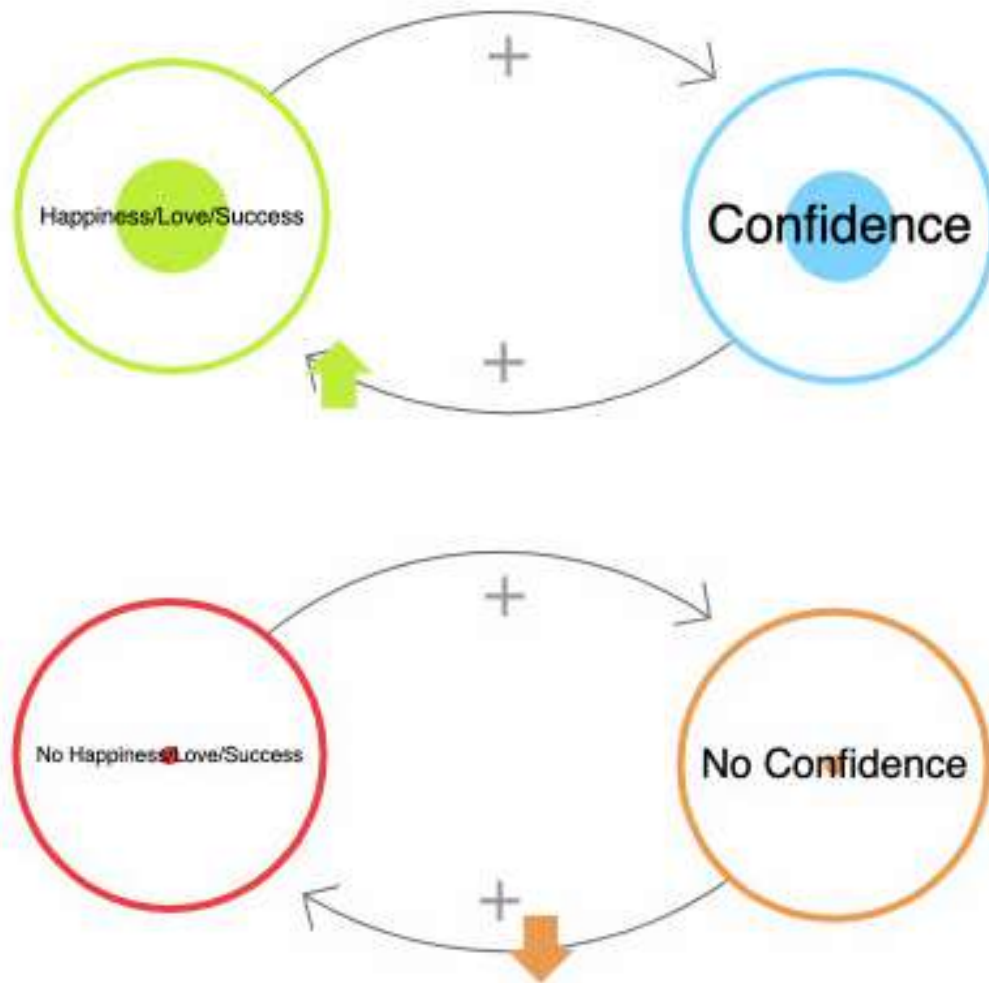 +
Happiness/Love/Success
Confidence
+
+
No Happiness/Love/Success
No Confidence
+